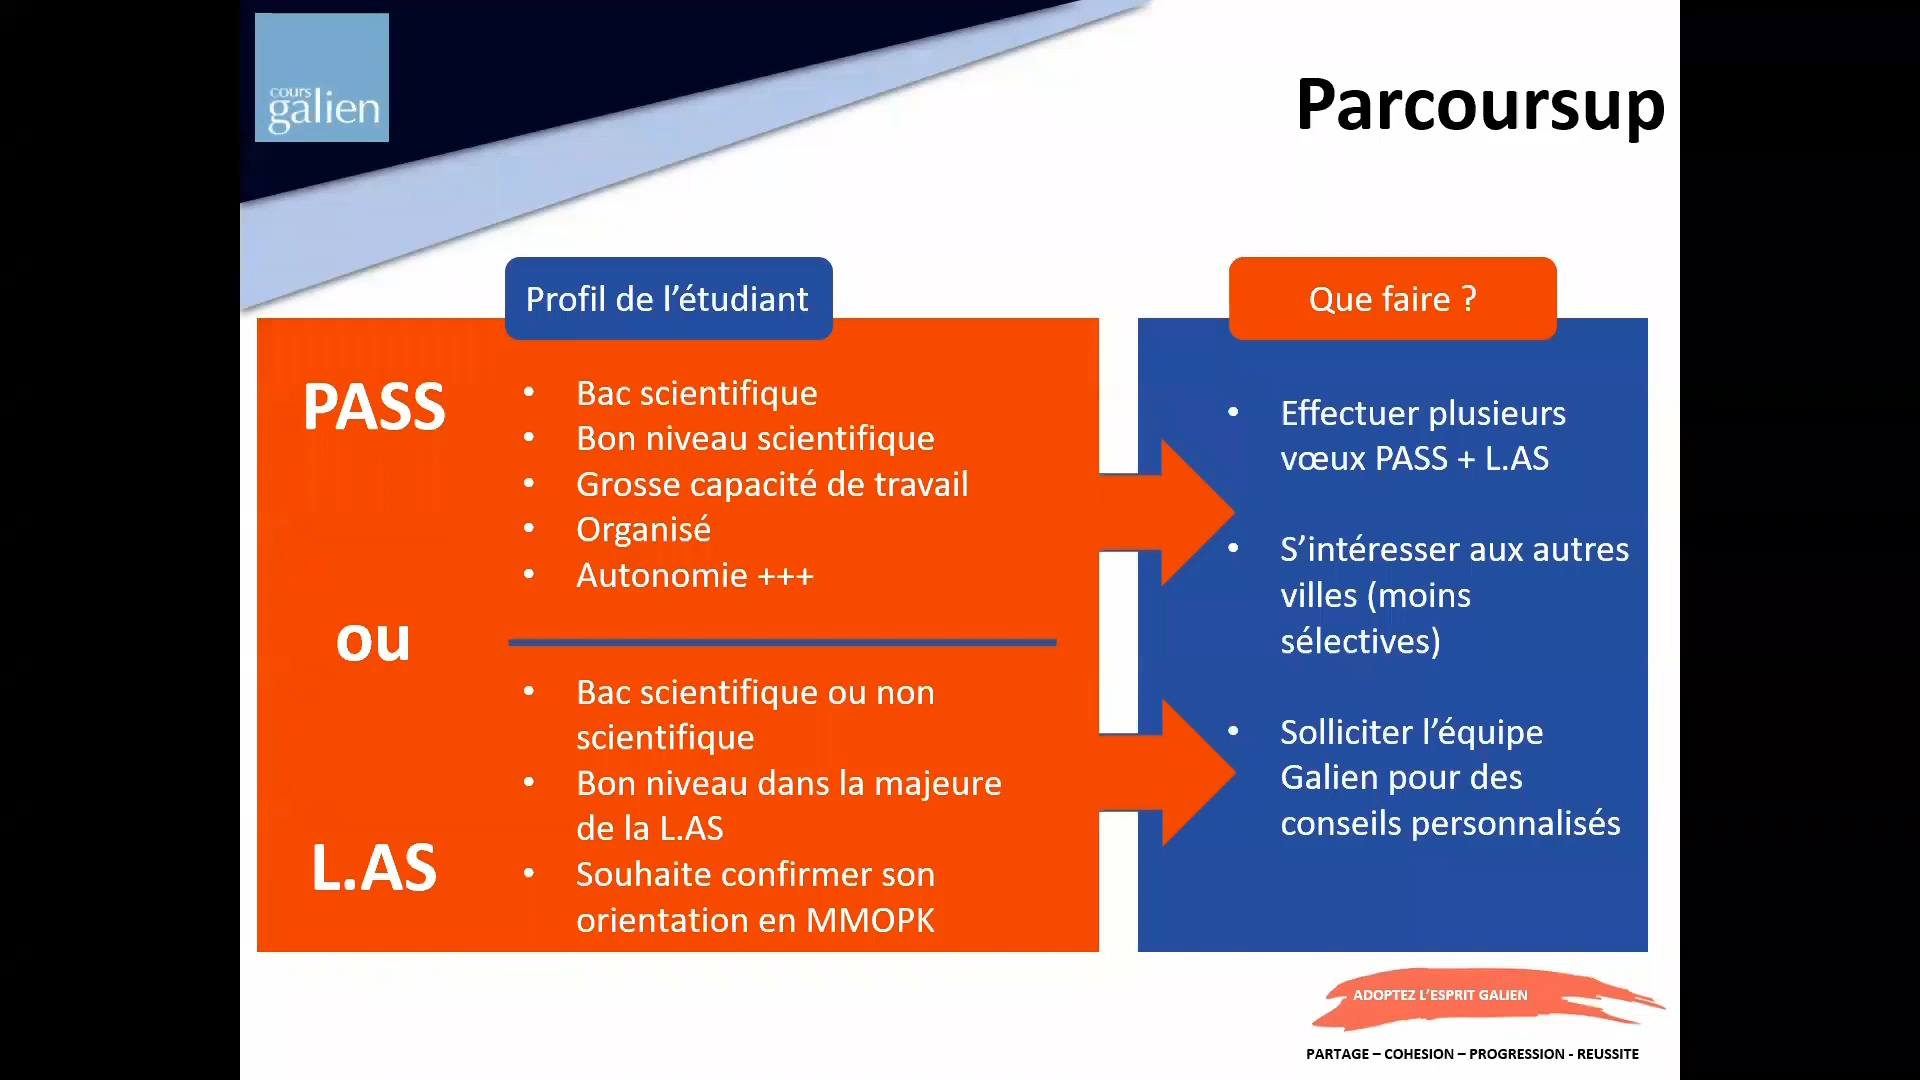 cours
galien
Parcoursup
Profil de l’étudiant
PASS
• Bac scientifique
• Bon niveau scientifique
• Grosse capacité de travail
• Organisé
• Autonomie +++
ou
L.AS
• Bac scientifique ou non
scientifique
• Bon niveau dans la majeure
de la L.AS
• Souhaite confirmer son
orientation en MMOPK
Que faire ?
• Effectuer plusieurs
vœux PASS + L.AS
• S’intéresser aux autres
villes (moins
sélectives)
• Solliciter l’équipe
Galien pour des
conseils personnalisés
ADOPTEZ L’ESPRIT GALIEN
PARTAGE – COHESION – PROGRESSION - REUSSITE